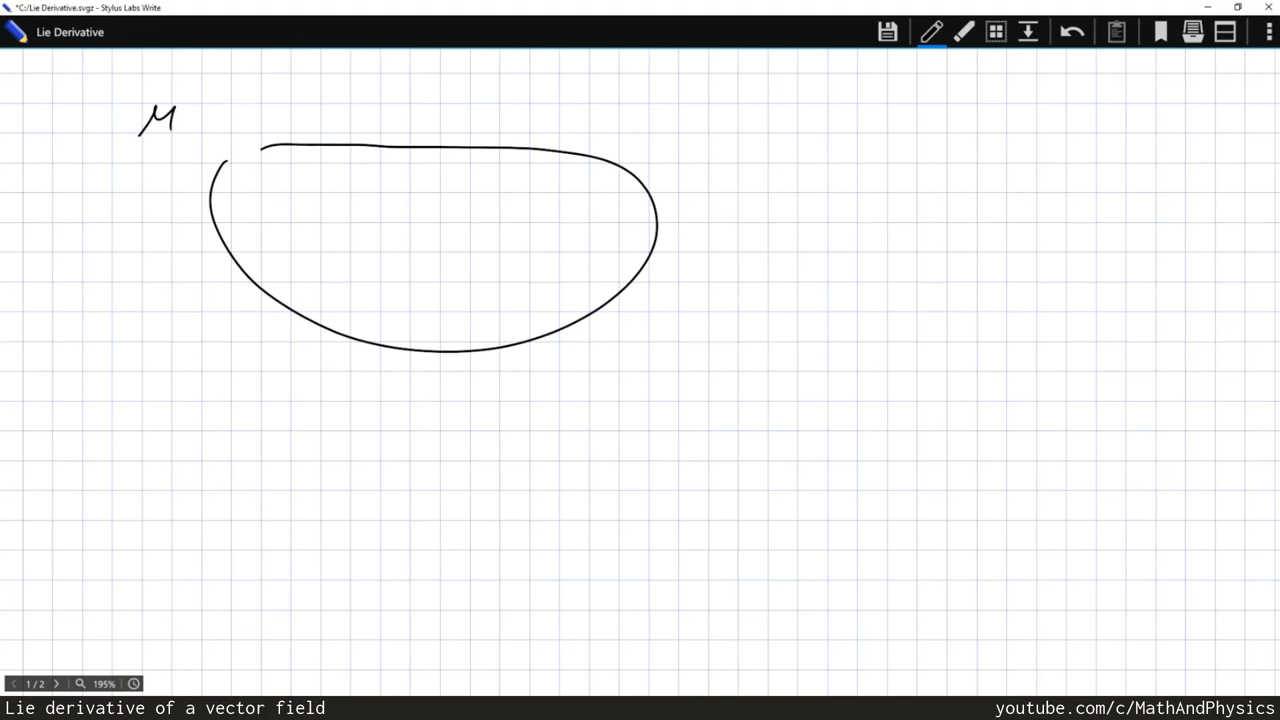 *C:/Lie Derivative.svgz - Stylus Labs Write
Lie Derivative
M
1 / 2
195%
Lie derivative of a vector field
youtube.com/c/MathAndPhysics